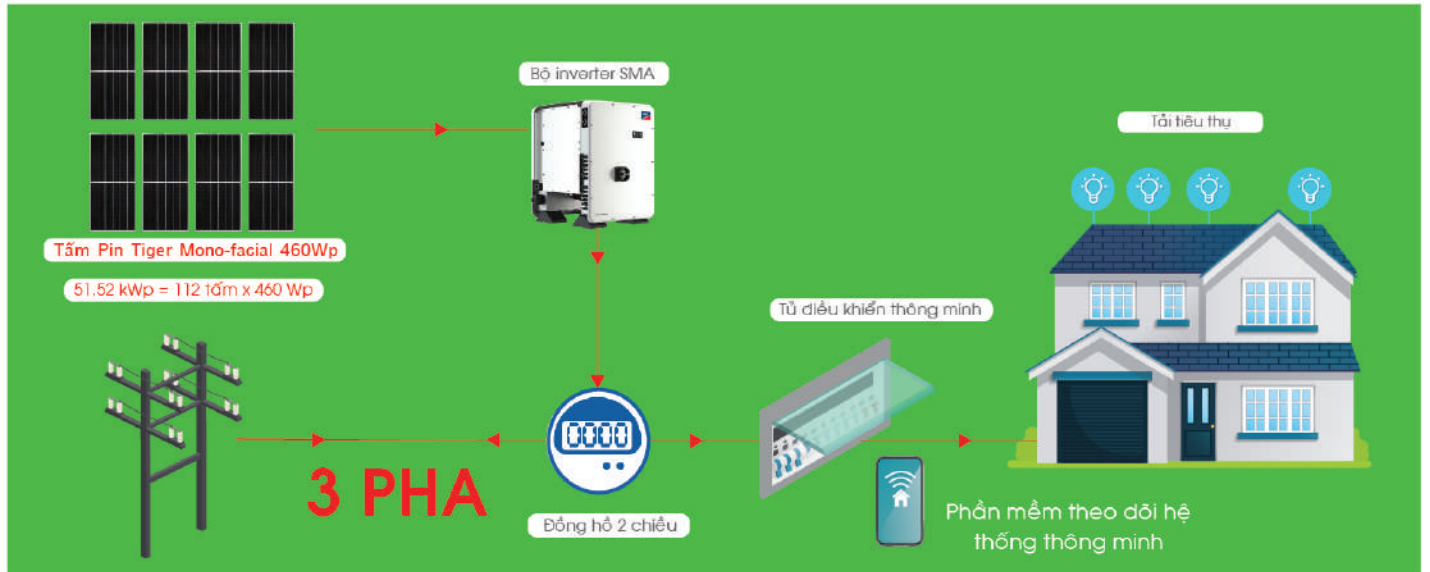 Bộ inverter SMA
Tải tiêu thụ
Tấm Pin Tiger Mono-facial 460Wp
51.52 kWp = 112 tấm x 460 Wp
Tủ điều khiển thông minh
0000
3 PHA
Đồng hồ 2 chiều
Phần mềm theo dõi hệ
thống thông minh